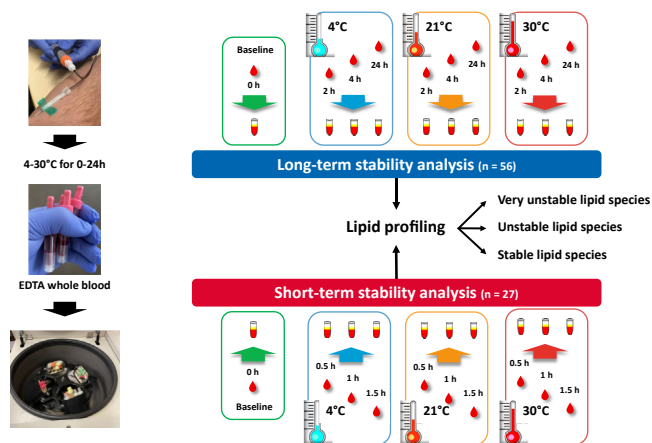 4-30°C for 0-24h
EDTA whole blood
Baseline
0 h
4°C
2 h
4 h
24 h
21°C
2 h
4 h
24 h
30°C
2 h
4 h
24 h
Long-term stability analysis (n = 56)
Lipid profiling
Very unstable lipid species
Unstable lipid species
Stable lipid species
Short-term stability analysis (n = 27)
0 h
Baseline
0.5 h
1 h
1.5 h
4°C
0.5 h
1 h
1.5 h
21°C
0.5 h
1 h
1.5 h
30°C